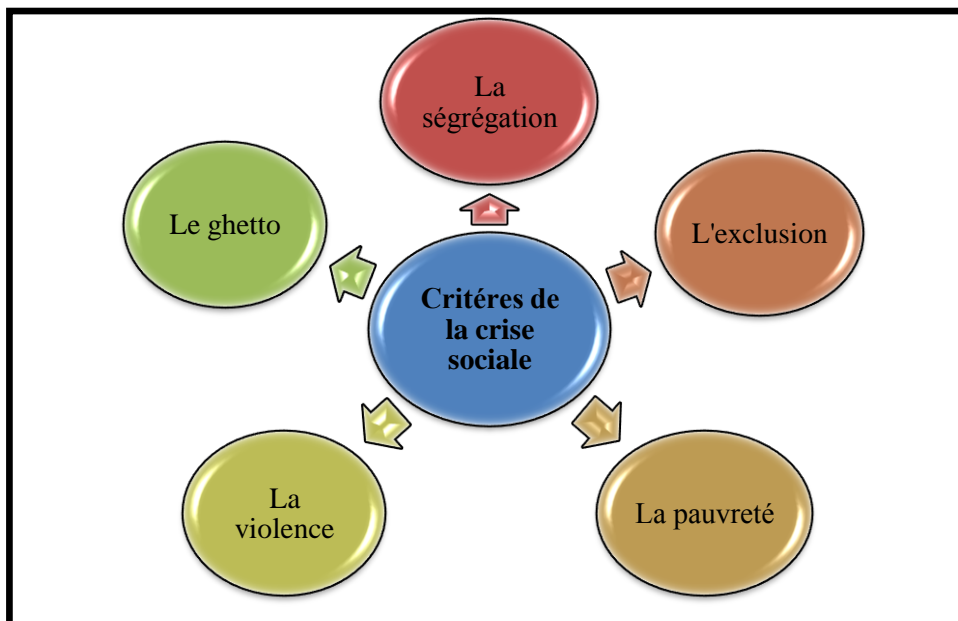 La
ségrégation
Le ghetto
L'exclusion
Critéres de
la crise
sociale
La
violence
La pauvreté